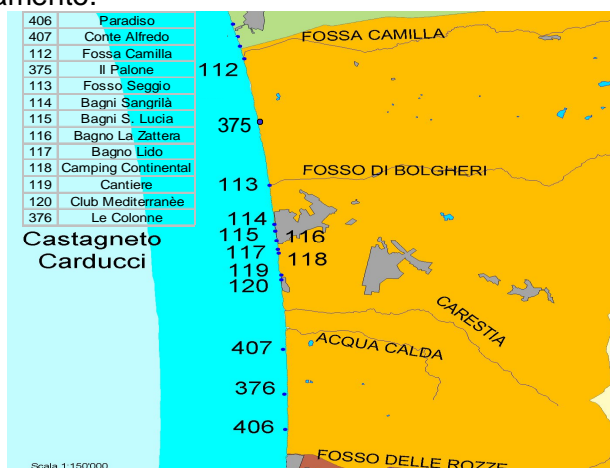 amento.
406 Paradiso
407 Conte Alfredo
112 Fossa Camilla
375 Il Palone
113 Fosso Seggio
114 Bagni Sangrilà
115 Bagni S. Lucia
116 Bagno La Zattera
117 Bagno Lido
118 Camping Continental
119 Cantiere
120 Club Mediterranèe
376 Le Colonne
Castagneto
Carducci
FOSSA CAMILLA
112
375
FOSSO DI BOLGHERI
113
114
115
116
117
118
119
120
CARESTIA
ACQUA CALDA
407
376
406
FOSSO DELLE ROZZE
Scala 1:150'000